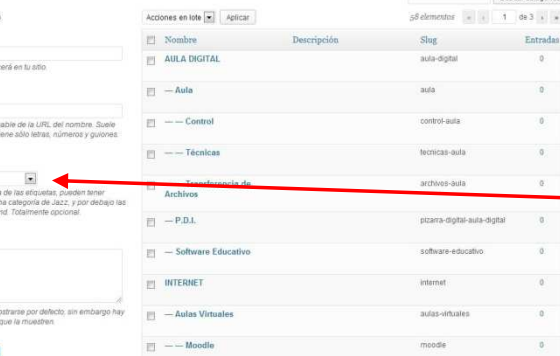 Acciones en lote Aplicar 58 elementos « ‹ 1 de 3 › »
Nombre Descripción Slug Entradas
AULA DIGITAL aula-digital 0
— Aula aula 0
— — Control control-aula 0
— — Técnicas tecnicas-aula 0
— — Transferencia de Archivos archivos-aula 0
— P.D.I. pizarra-digital-aula-digital 0
— Software Educativo software-educativo 0
INTERNET internet 0
— Aulas Virtuales aulas-virtuales 0
— — Moodle moodle 0
erá en tu sitio.
able de la URL del nombre. Suele
iene sólo letras, números y guiones.
a de las etiquetas, pueden tener
na categoría de Jazz, y por debajo las
nd. Totalmente opcional.
ostrarse por defecto, sin embargo hay
que la muestren.